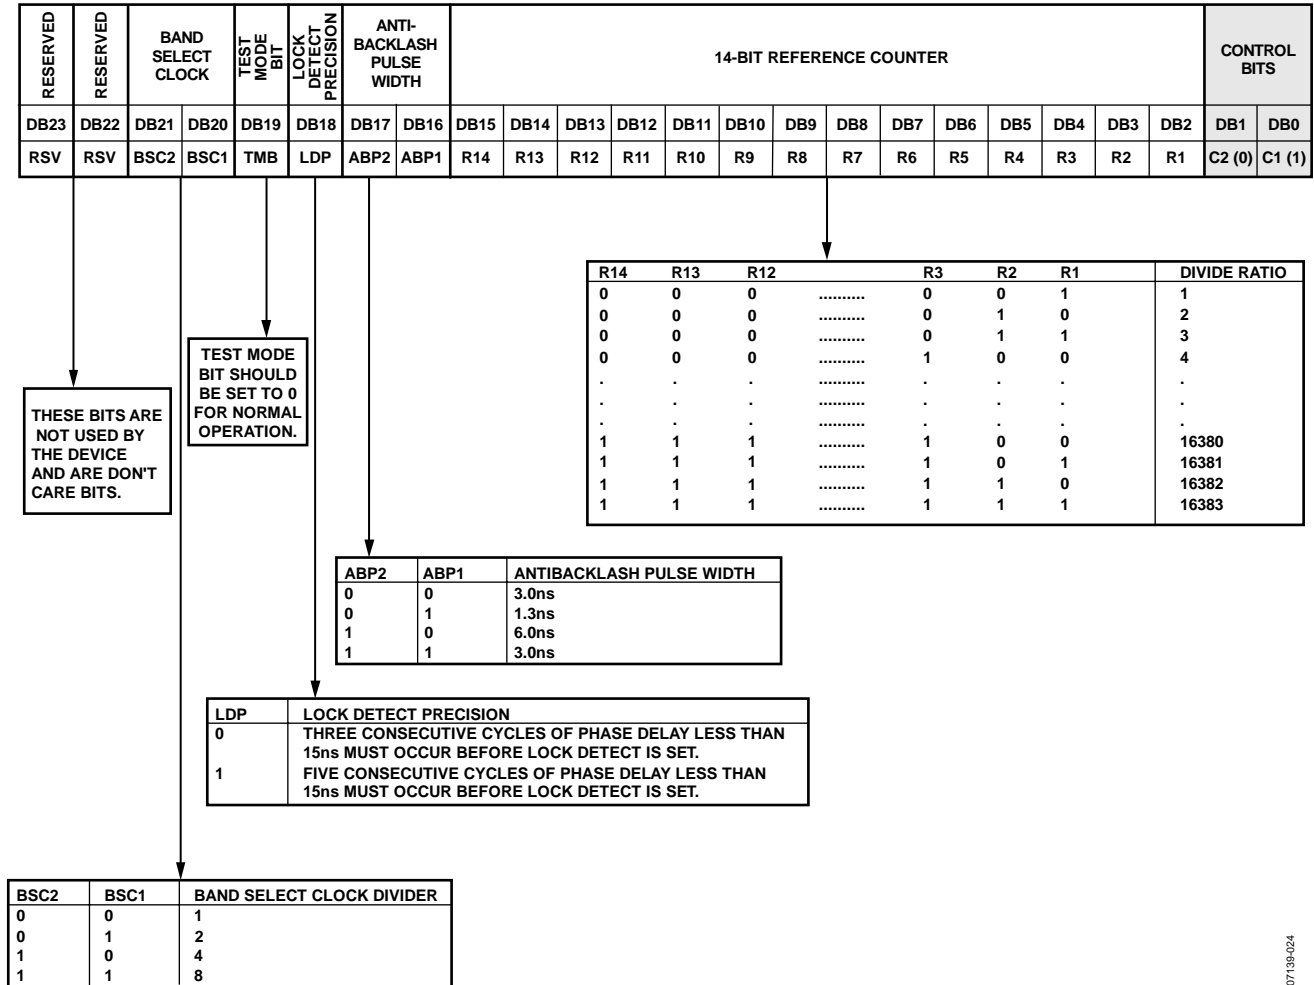 RESERVED
RESERVED
BAND
SELECT
CLOCK
TEST
MODE
BIT
LOCK
DETECT
PRECISION
ANTI-
BACKLASH
PULSE
WIDTH
14-BIT REFERENCE COUNTER
CONTROL
BITS
DB23 DB22 DB21 DB20 DB19 DB18 DB17 DB16 DB15 DB14 DB13 DB12 DB11 DB10 DB9 DB8 DB7 DB6 DB5 DB4 DB3 DB2 DB1 DB0
RSV RSV BSC2 BSC1 TMB LDP ABP2 ABP1 R14 R13 R12 R11 R10 R9 R8 R7 R6 R5 R4 R3 R2 R1 C2 (0) C1 (1)
R14 R13 R12 R3 R2 R1 DIVIDE RATIO
0 0 0 .......... 0 0 1 1
0 0 0 .......... 0 1 0 2
0 0 0 .......... 0 1 1 3
0 0 0 .......... 1 0 0 4
. . . .......... . . . .
. . . .......... . . . .
. . . .......... . . . .
1 1 1 .......... 1 0 0 16380
1 1 1 .......... 1 0 1 16381
1 1 1 .......... 1 1 0 16382
1 1 1 .......... 1 1 1 16383
TEST MODE
BIT SHOULD
BE SET TO 0
FOR NORMAL
OPERATION.
THESE BITS ARE
NOT USED BY
THE DEVICE
AND ARE DON'T
CARE BITS.
ABP2 ABP1 ANTIBACKLASH PULSE WIDTH
0 0 3.0ns
0 1 1.3ns
1 0 6.0ns
1 1 3.0ns
LDP LOCK DETECT PRECISION
0 THREE CONSECUTIVE CYCLES OF PHASE DELAY LESS THAN
15ns MUST OCCUR BEFORE LOCK DETECT IS SET.
1 FIVE CONSECUTIVE CYCLES OF PHASE DELAY LESS THAN
15ns MUST OCCUR BEFORE LOCK DETECT IS SET.
BSC2 BSC1 BAND SELECT CLOCK DIVIDER
0 0 1
0 1 2
1 0 4
1 1 8
07139-024